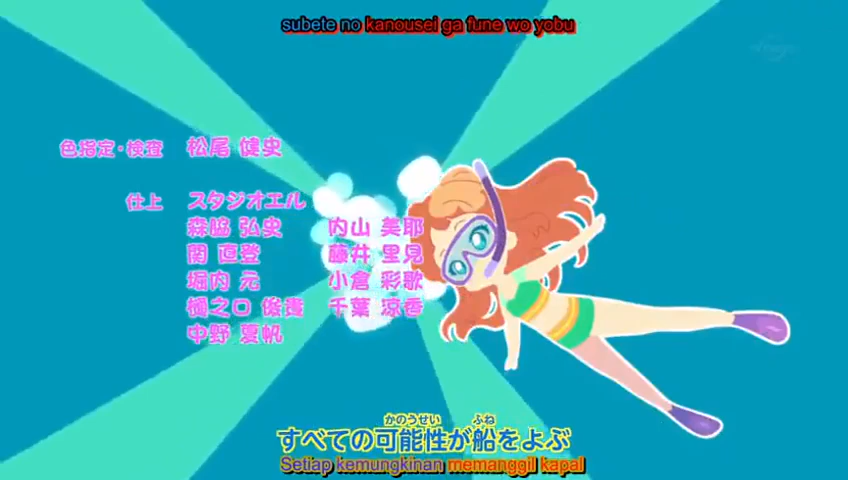 subete no kanousei ga fune wo yobu
色指定・検査 松尾 健史
仕上 スタジオエル
森脇 弘史 内山 美耶
関 直登 藤井 里見
堀内 元 小倉 彩歌
樋之口 俊貴 千葉 涼香
中野 夏帆
かのうせい ふね
すべての可能性が船をよぶ
Setiap kemungkinan memanggil kapal